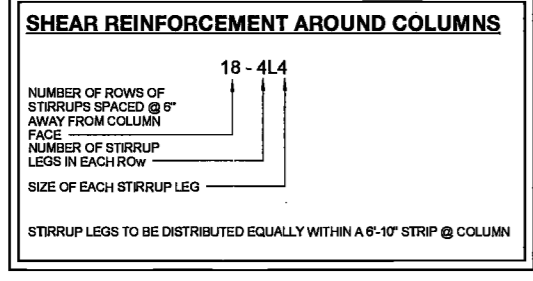 SHEAR REINFORCEMENT AROUND COLUMNS
18 - 4L4
NUMBER OF ROWS OF
STIRRUPS SPACED @ 6"
AWAY FROM COLUMN
FACE
NUMBER OF STIRRUP
LEGS IN EACH ROW
SIZE OF EACH STIRRUP LEG
STIRRUP LEGS TO BE DISTRIBUTED EQUALLY WITHIN A 6'-10" STRIP @ COLUMN